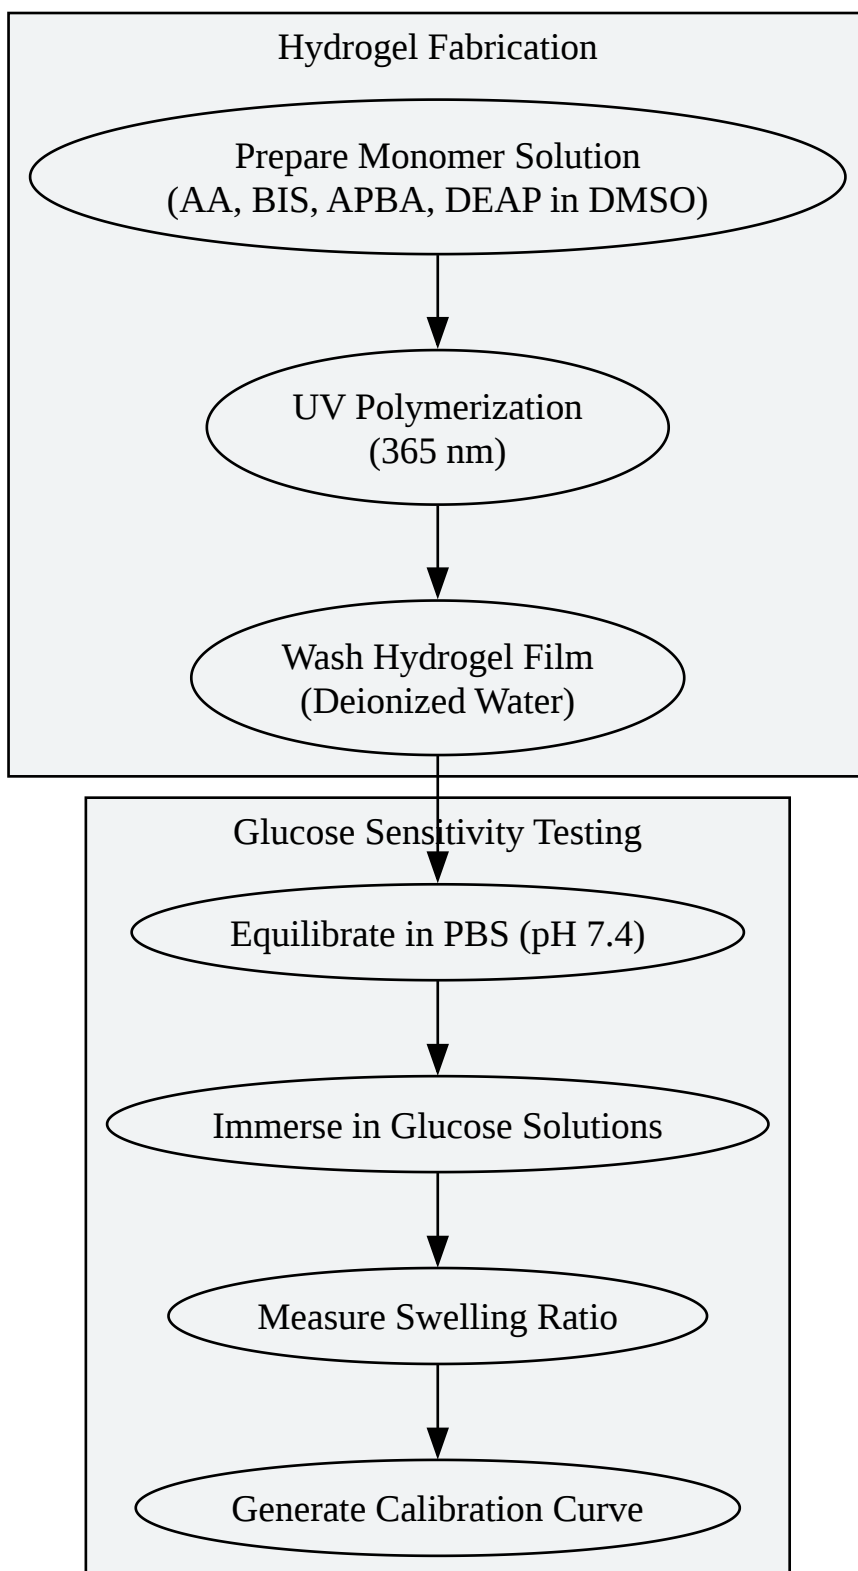 Hydrogel Fabrication
Prepare Monomer Solution
(AA, BIS, APBA, DEAP in DMSO)
UV Polymerization
(365 nm)
Wash Hydrogel Film
(Deionized Water)
Glucose Sensitivity Testing
Equilibrate in PBS (pH 7.4)
Immerse in Glucose Solutions
Measure Swelling Ratio
Generate Calibration Curve